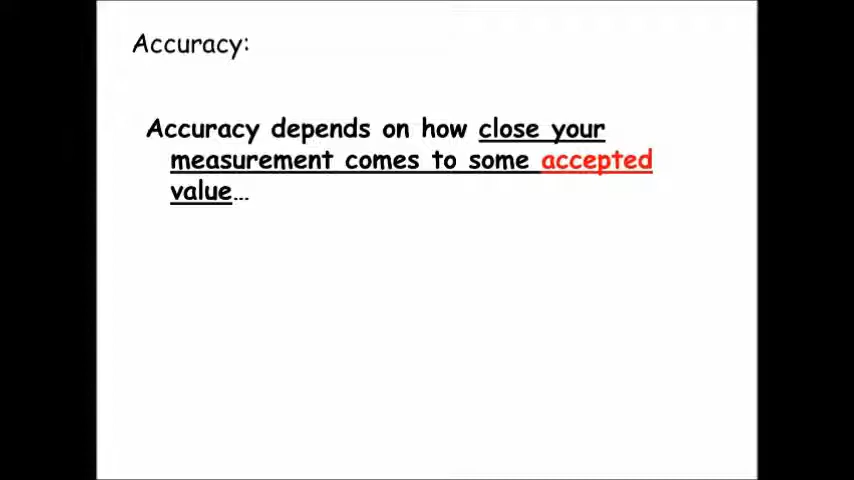 Accuracy:
Accuracy depends on how close your
measurement comes to some accepted
value…